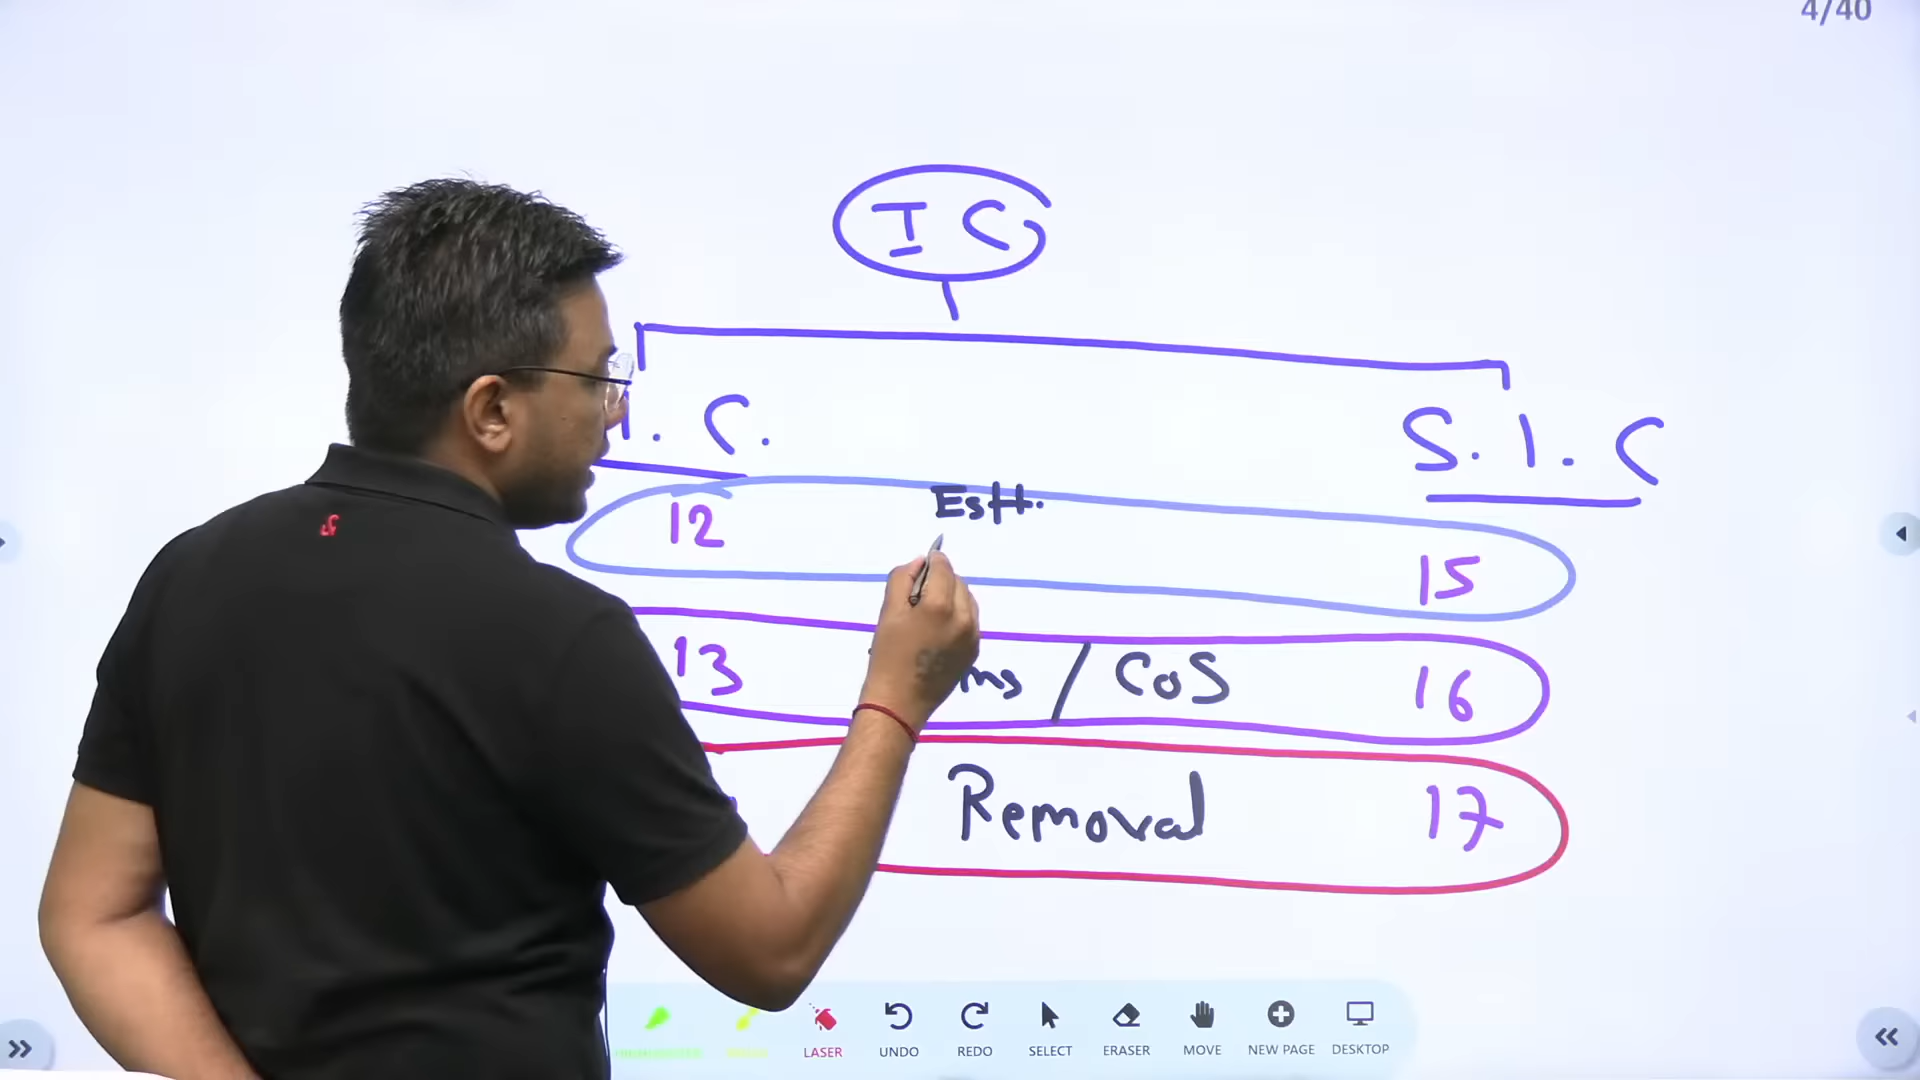 4/40
I C
I. C.
S. I. C
Estt.
12
15
13
/ CoS
16
Removal
17
LASER
UNDO
REDO
SELECT
ERASER
MOVE
NEW PAGE
DESKTOP